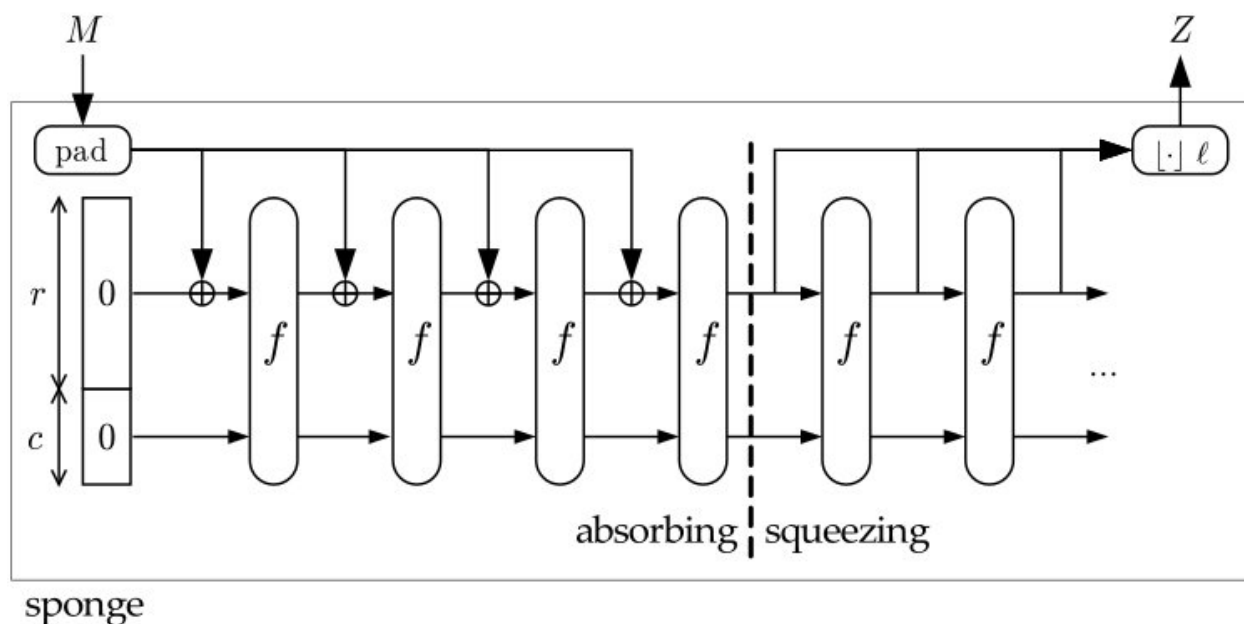 M Z
pad ⌊·⌋ ℓ
r 0 f f f f f f
c 0 ...
absorbing squeezing
sponge